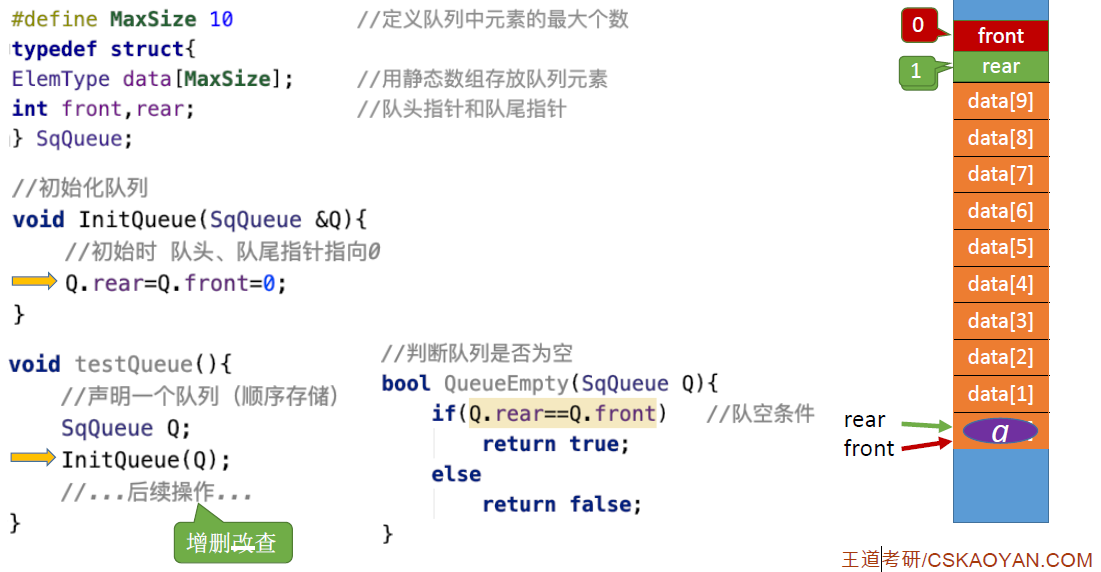 #define MaxSize 10 //定义队列中元素的最大个数
typedef struct{
ElemType data[MaxSize]; //用静态数组存放队列元素
int front,rear; //队头指针和队尾指针
} SqQueue;
//初始化队列
void InitQueue(SqQueue &Q){
//初始时 队头、队尾指针指向0
Q.rear=Q.front=0;
}
void testQueue(){
//声明一个队列（顺序存储）
SqQueue Q;
InitQueue(Q);
//...后续操作...
}
增删改查
//判断队列是否为空
bool QueueEmpty(SqQueue Q){
if(Q.rear==Q.front) //队空条件
return true;
else
return false;
}
0
front
1
rear
data[9]
data[8]
data[7]
data[6]
data[5]
data[4]
data[3]
data[2]
data[1]
rear
front
a
王道考研/CSKAOYAN.COM